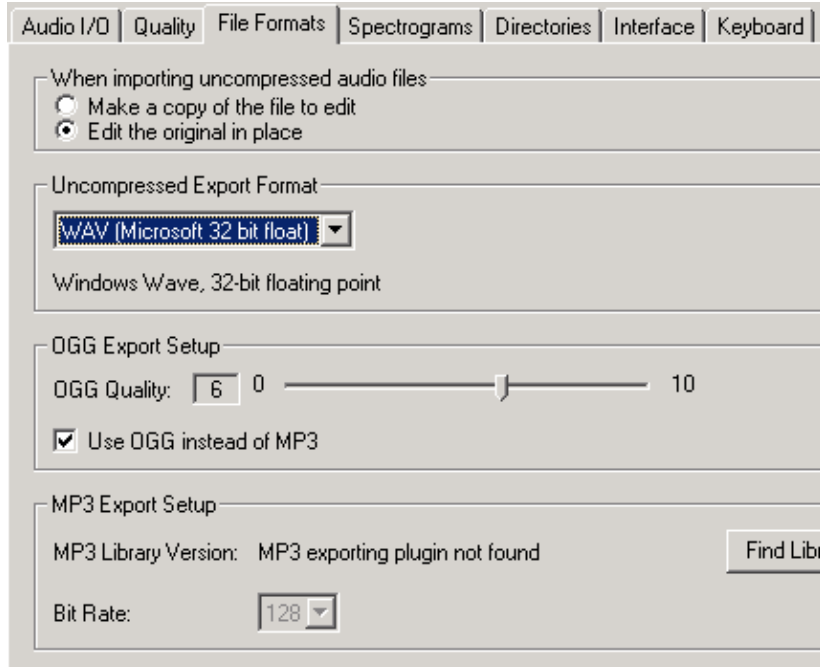 Audio I/O Quality File Formats Spectrograms Directories Interface Keyboard
When importing uncompressed audio files
Make a copy of the file to edit
Edit the original in place
Uncompressed Export Format
WAV (Microsoft 32 bit float)
Windows Wave, 32-bit floating point
OGG Export Setup
OGG Quality: 6 0 10
Use OGG instead of MP3
MP3 Export Setup
MP3 Library Version: MP3 exporting plugin not found Find Libr
Bit Rate: 128